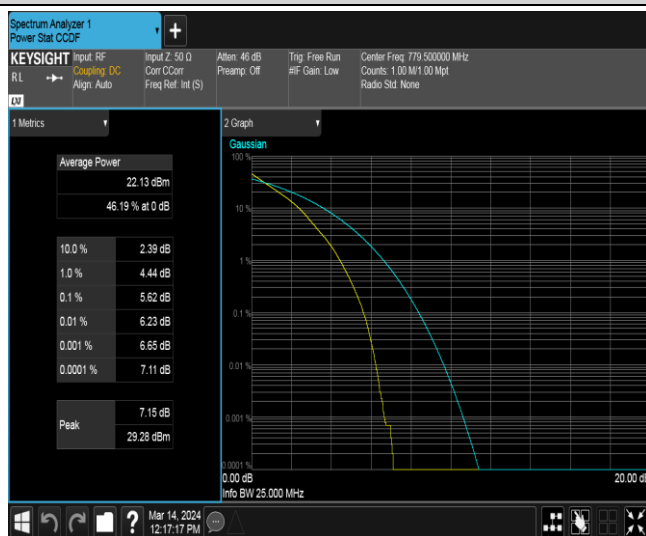 Spectrum Analyzer 1
Power Stat CCDF
+
KEYSIGHT
R L
LXI
Input: RF
Coupling: DC
Align: Auto
Input Z: 50 Ω
Corr CCorr
Freq Ref: Int (S)
Atten: 46 dB
Preamp: Off
Trig: Free Run
#IF Gain: Low
Center Freq: 779.500000 MHz
Counts: 1.00 M/1.00 Mpt
Radio Std: None
1 Metrics
Average Power
22.13 dBm
46.19 % at 0 dB
10.0 % 2.39 dB
1.0 % 4.44 dB
0.1 % 5.62 dB
0.01 % 6.23 dB
0.001 % 6.65 dB
0.0001 % 7.11 dB
Peak
7.15 dB
29.28 dBm
2 Graph
Gaussian
100 %
10 %
1 %
0.1 %
0.01 %
0.001 %
0.0001 %
0.00 dB
20.00 dB
Info BW 25.000 MHz
?
Mar 14, 2024
12:17:17 PM